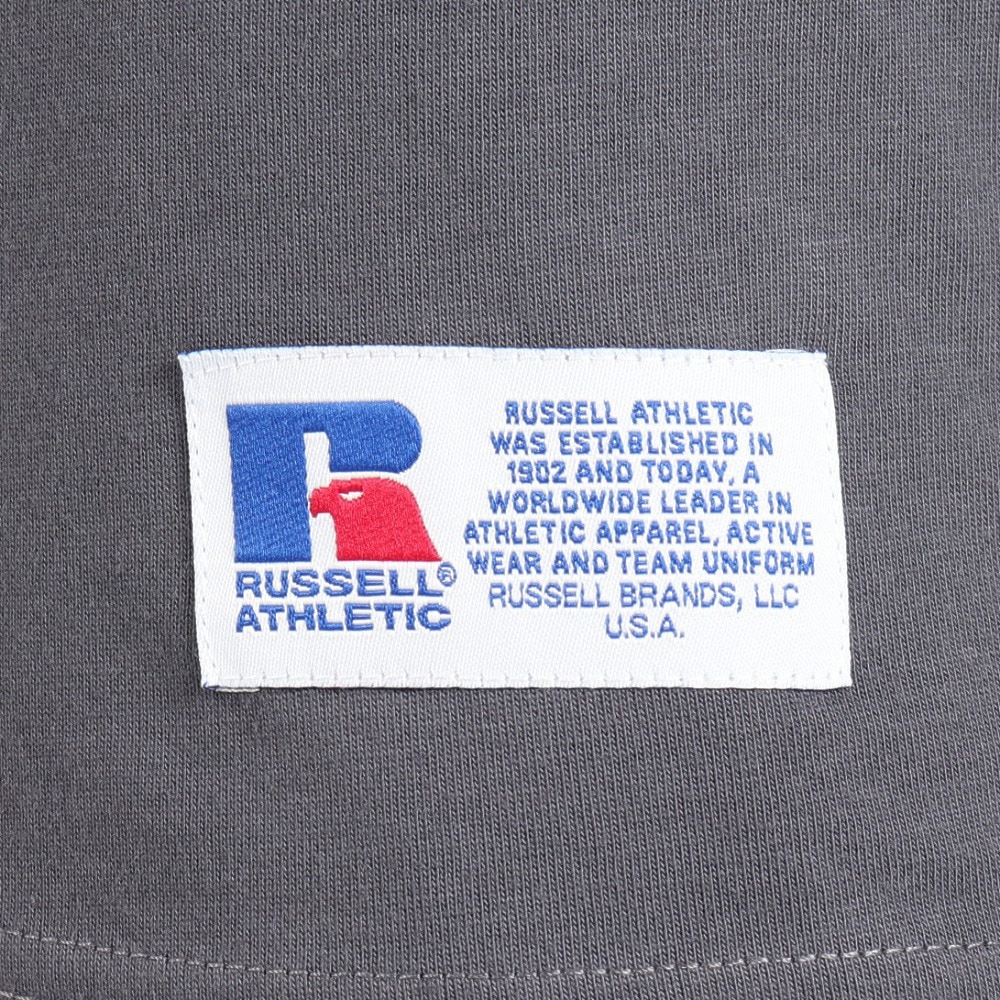 RUSSELL®
ATHLETIC
RUSSELL ATHLETIC
WAS ESTABLISHED IN
1902 AND TODAY, A
WORLDWIDE LEADER IN
ATHLETIC APPAREL, ACTIVE
WEAR AND TEAM UNIFORM
RUSSELL BRANDS, LLC
U.S.A.